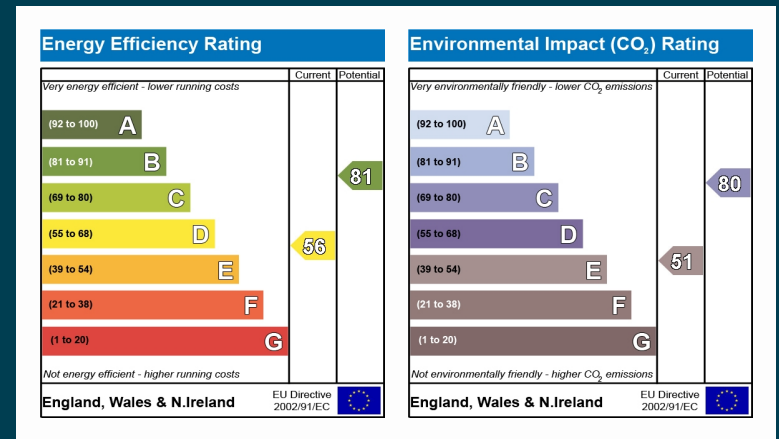 Energy Efficiency Rating
Current Potential
Very energy efficient - lower running costs
(92 to 100) A
(81 to 91) B
(69 to 80) C
(55 to 68) D
(39 to 54) E
(21 to 38) F
(1 to 20) G
81
56
Not energy efficient - higher running costs
England, Wales & N.Ireland
EU Directive
2002/91/EC
Environmental Impact (CO₂) Rating
Current Potential
Very environmentally friendly - lower CO₂ emissions
(92 to 100) A
(81 to 91) B
(69 to 80) C
(55 to 68) D
(39 to 54) E
(21 to 38) F
(1 to 20) G
80
51
Not environmentally friendly - higher CO₂ emissions
England, Wales & N.Ireland
EU Directive
2002/91/EC